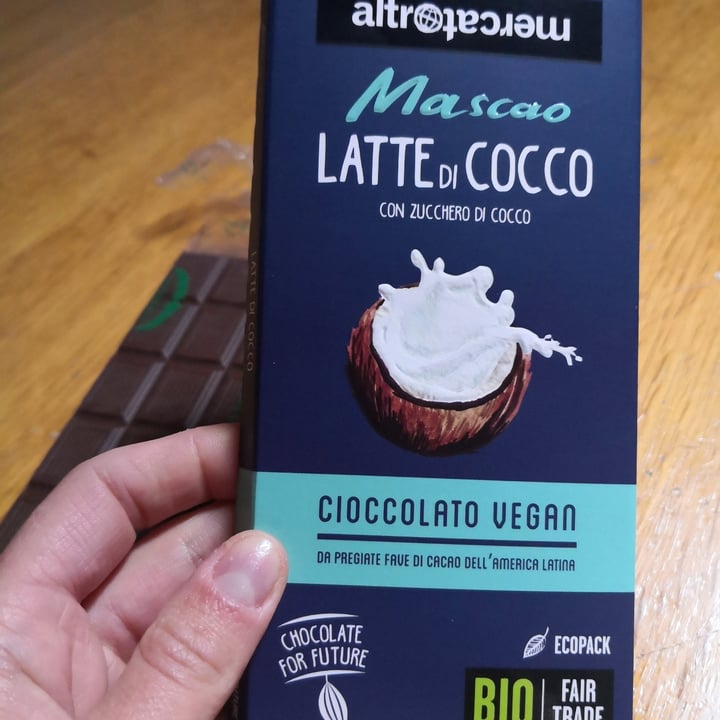 altromercato
Mascao
LATTE DI COCCO
CON ZUCCHERO DI COCCO
LATTE DI COCCO
CIOCCOLATO VEGAN
DA PREGIATE FAVE DI CACAO DELL'AMERICA LATINA
CHOCOLATE
FOR FUTURE
ECOPACK
BIO
FAIR
TRADE